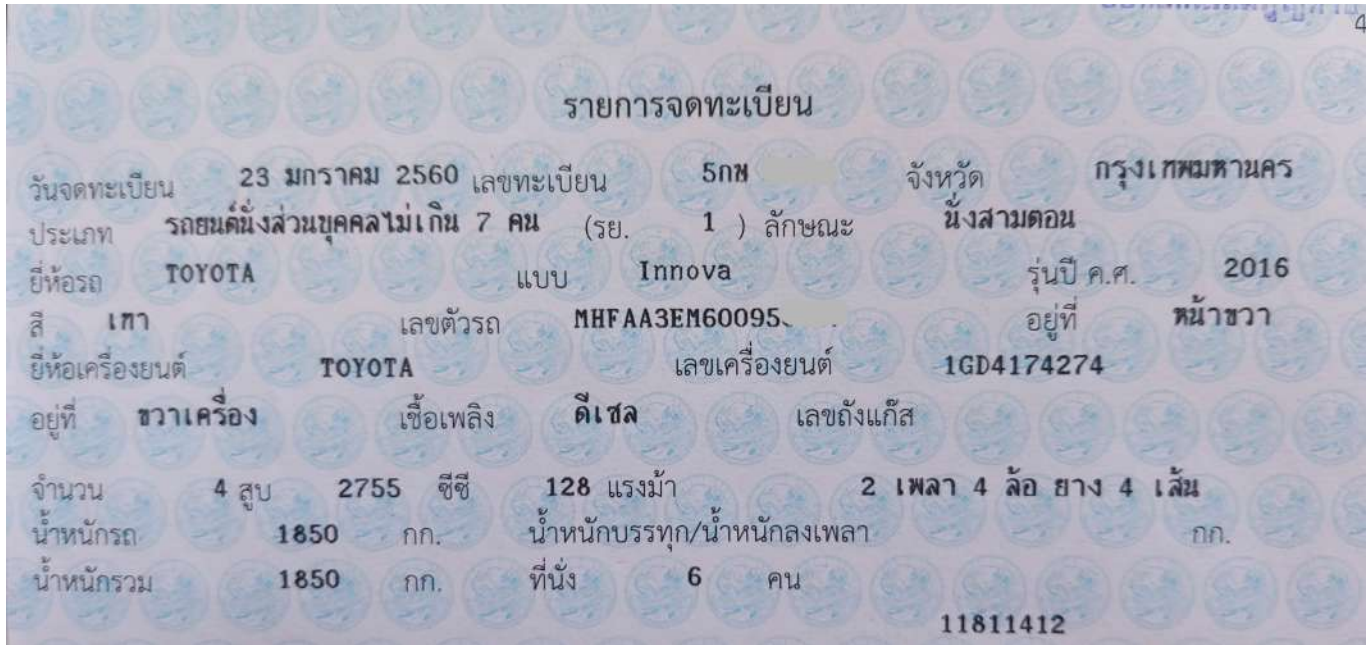 4
รายการจดทะเบียน
วันจดทะเบียน 23 มกราคม 2560 เลขทะเบียน 5กษ จังหวัด กรุงเทพมหานคร
ประเภท รถยนต์นั่งส่วนบุคคลไม่เกิน 7 คน (รย. 1 ) ลักษณะ นั่งสามตอน
ยี่ห้อรถ TOYOTA แบบ Innova รุ่นปี ค.ศ. 2016
สี เทา เลขตัวรถ MHFAA3EM60095 อยู่ที่ หน้าขวา
ยี่ห้อเครื่องยนต์ TOYOTA เลขเครื่องยนต์ 1GD4174274
อยู่ที่ ขวาเครื่อง เชื้อเพลิง ดีเซล เลขถังแก๊ส
จำนวน 4 สูบ 2755 ซีซี 128 แรงม้า 2 เพลา 4 ล้อ ยาง 4 เส้น
น้ำหนักรถ 1850 กก. น้ำหนักบรรทุก/น้ำหนักลงเพลา กก.
น้ำหนักรวม 1850 กก. ที่นั่ง 6 คน
11811412